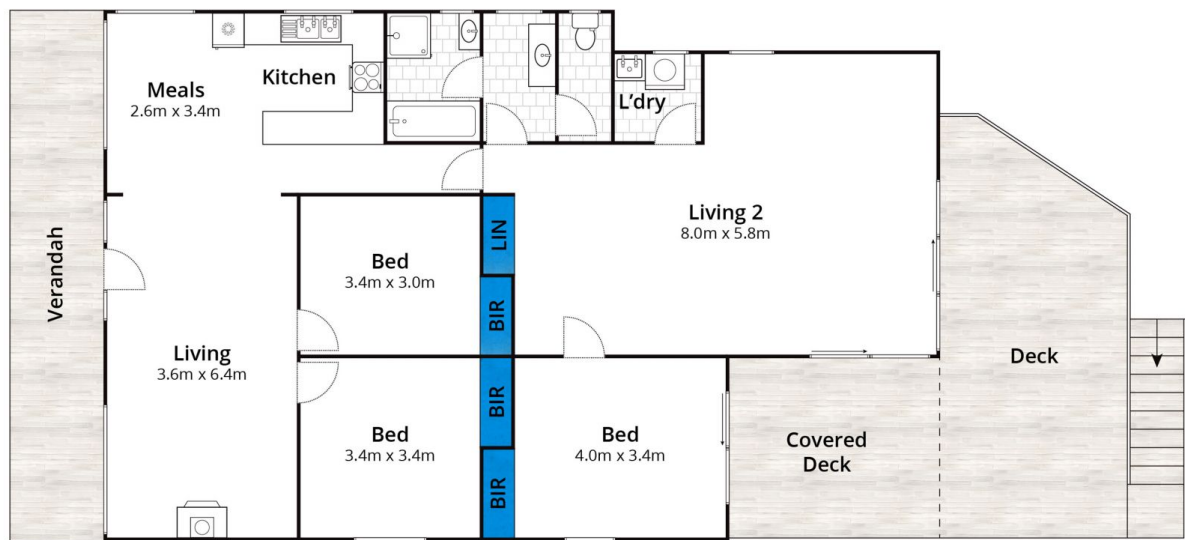 Kitchen
Meals
2.6m x 3.4m
L'dry
Verandah
LIN
Living 2
8.0m x 5.8m
Bed
3.4m x 3.0m
BIR
Living
3.6m x 6.4m
Deck
BIR
Bed
3.4m x 3.4m
Bed
4.0m x 3.4m
Covered
Deck
BIR